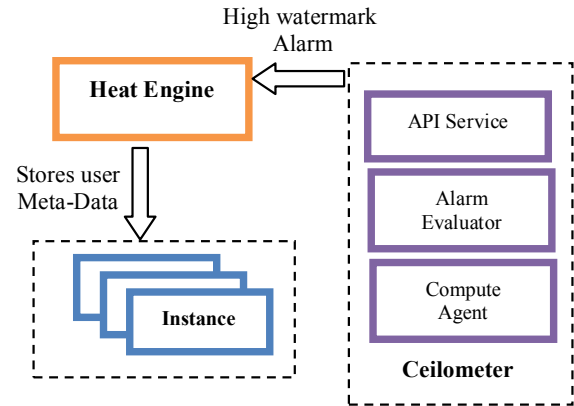 High watermark
Alarm
Heat Engine
API Service
Stores user
Meta-Data
Alarm
Evaluator
Instance
Compute
Agent
Ceilometer